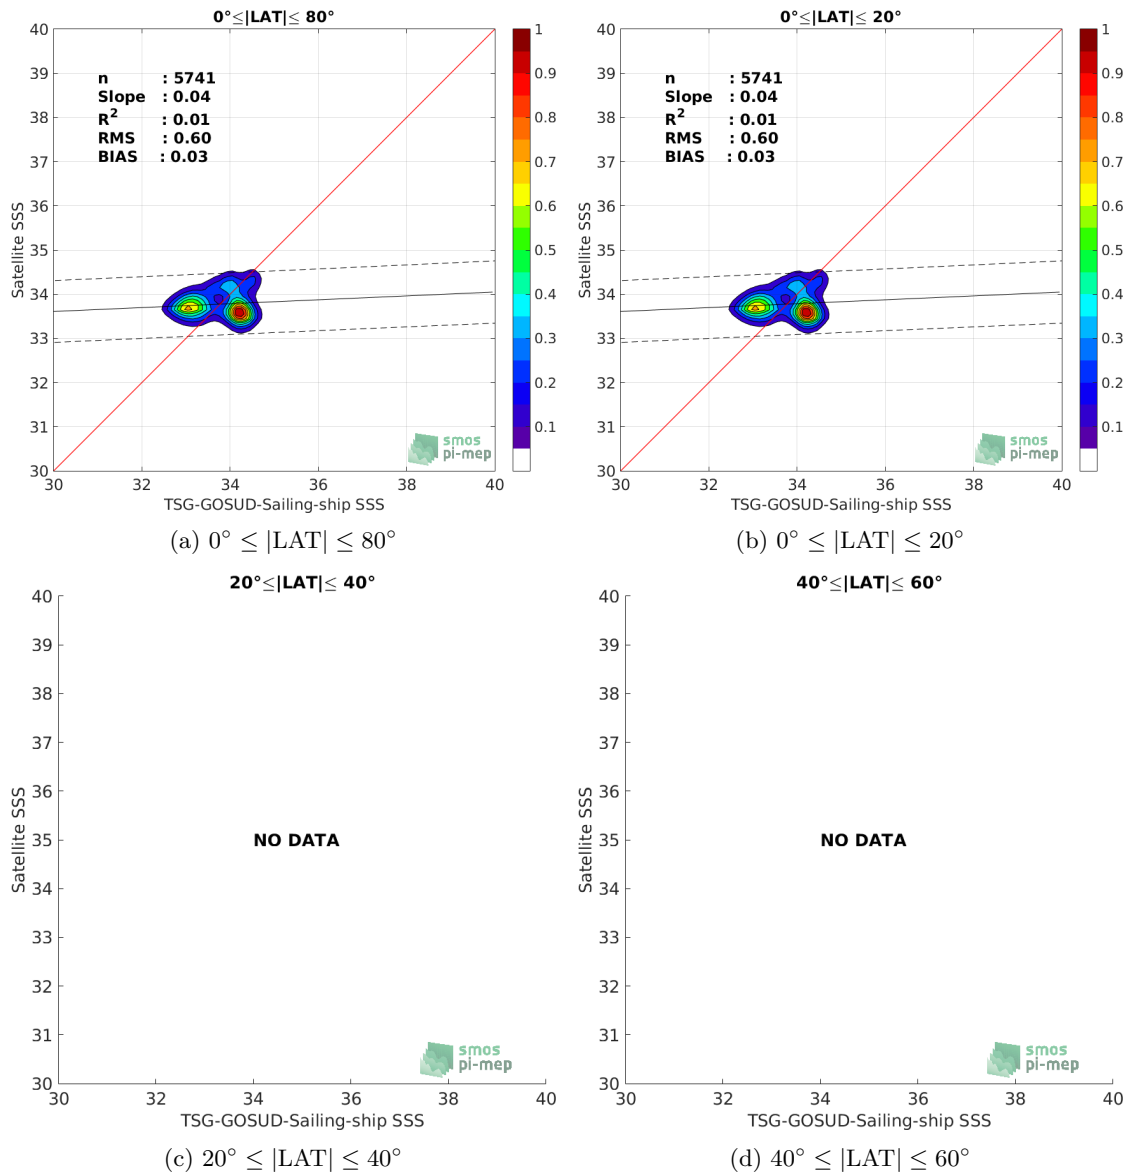 0°≤|LAT|≤ 80°
40
39
38
37
36
35
34
33
32
31
30
Satellite SSS
n : 5741
Slope : 0.04
R² : 0.01
RMS : 0.60
BIAS : 0.03
1
0.9
0.8
0.7
0.6
0.5
0.4
0.3
0.2
0.1
smos
pi-mep
30 32 34 36 38 40
TSG-GOSUD-Sailing-ship SSS
(a) 0° ≤ |LAT| ≤ 80°
0°≤|LAT|≤ 20°
40
39
38
37
36
35
34
33
32
31
30
Satellite SSS
n : 5741
Slope : 0.04
R² : 0.01
RMS : 0.60
BIAS : 0.03
1
0.9
0.8
0.7
0.6
0.5
0.4
0.3
0.2
0.1
smos
pi-mep
30 32 34 36 38 40
TSG-GOSUD-Sailing-ship SSS
(b) 0° ≤ |LAT| ≤ 20°
20°≤|LAT|≤ 40°
40
39
38
37
36
35
34
33
32
31
30
Satellite SSS
NO DATA
smos
pi-mep
30 32 34 36 38 40
TSG-GOSUD-Sailing-ship SSS
(c) 20° ≤ |LAT| ≤ 40°
40°≤|LAT|≤ 60°
40
39
38
37
36
35
34
33
32
31
30
Satellite SSS
NO DATA
smos
pi-mep
30 32 34 36 38 40
TSG-GOSUD-Sailing-ship SSS
(d) 40° ≤ |LAT| ≤ 60°